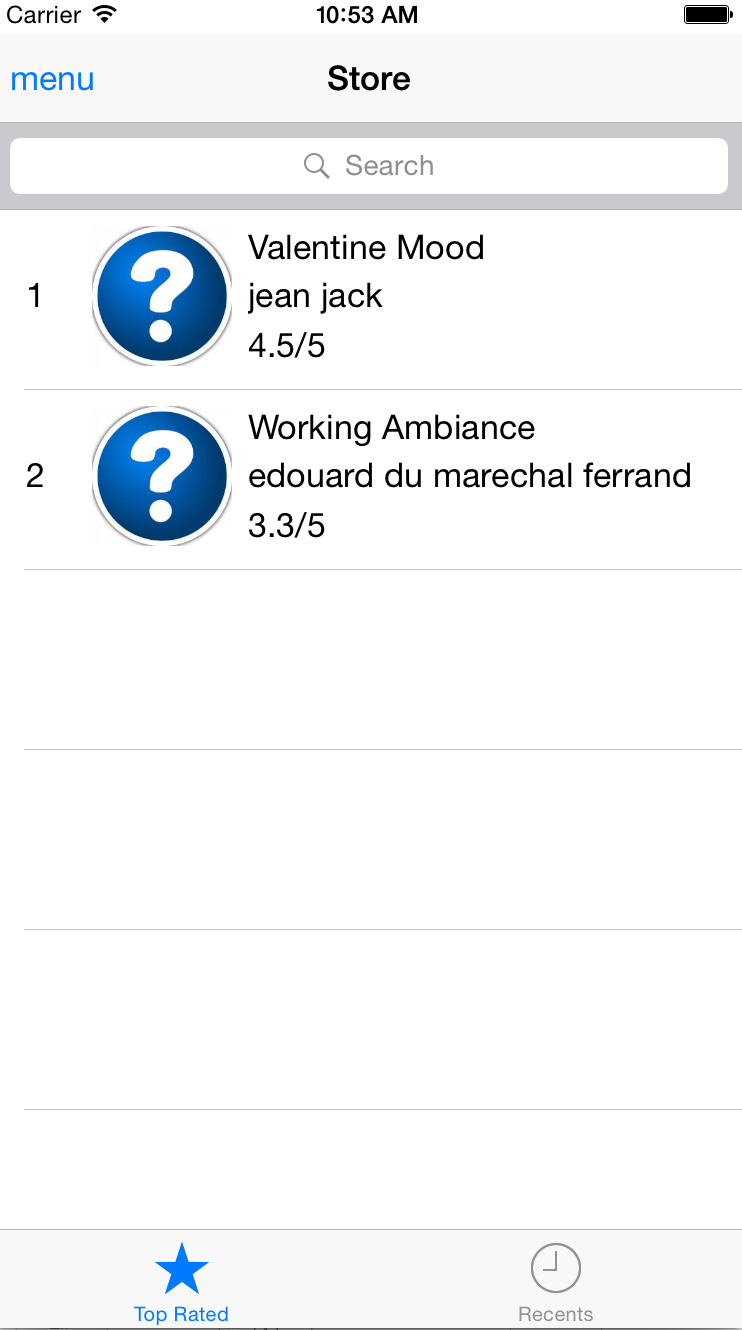 Carrier 10:53 AM
menu Store
Search
1
Valentine Mood
jean jack
4.5/5
2
Working Ambiance
edouard du marechal ferrand
3.3/5
Top Rated Recents